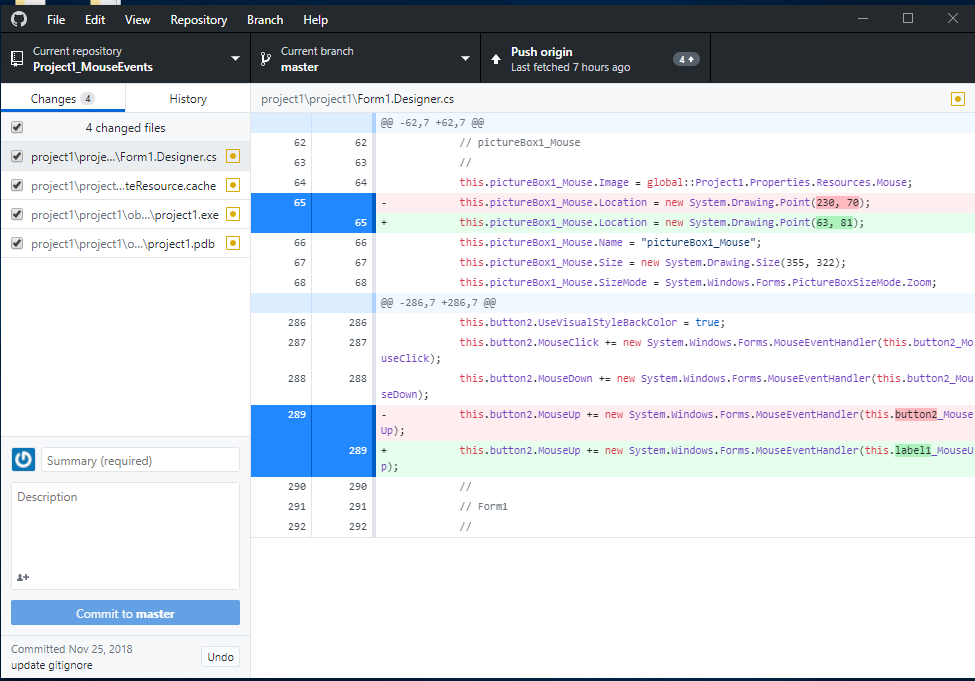 File Edit View Repository Branch Help
Current repository
Project1_MouseEvents
Current branch
master
Push origin
Last fetched 7 hours ago
4
Changes 4 History
4 changed files
project1\proje...\Form1.Designer.cs
project1\project...teResource.cache
project1\project1\ob...\project1.exe
project1\project1\o...\project1.pdb
Summary (required)
Description
Commit to master
Committed Nov 25, 2018
update gitignore
Undo
project1\project1\Form1.Designer.cs
@@ -62,7 +62,7 @@
62 62 // pictureBox1_Mouse
63 63 //
64 64 this.pictureBox1_Mouse.Image = global::Project1.Properties.Resources.Mouse;
65 - this.pictureBox1_Mouse.Location = new System.Drawing.Point(230, 70);
65 + this.pictureBox1_Mouse.Location = new System.Drawing.Point(63, 81);
66 66 this.pictureBox1_Mouse.Name = "pictureBox1_Mouse";
67 67 this.pictureBox1_Mouse.Size = new System.Drawing.Size(355, 322);
68 68 this.pictureBox1_Mouse.SizeMode = System.Windows.Forms.PictureBoxSizeMode.Zoom;
@@ -286,7 +286,7 @@
286 286 this.button2.UseVisualStyleBackColor = true;
287 287 this.button2.MouseClick += new System.Windows.Forms.MouseEventHandler(this.button2_Mo
useClick);
288 288 this.button2.MouseDown += new System.Windows.Forms.MouseEventHandler(this.button2_Mou
seDown);
289 - this.button2.MouseUp += new System.Windows.Forms.MouseEventHandler(this.button2_Mouse
Up);
289 + this.button2.MouseUp += new System.Windows.Forms.MouseEventHandler(this.label1_MouseU
p);
290 290 //
291 291 // Form1
292 292 //